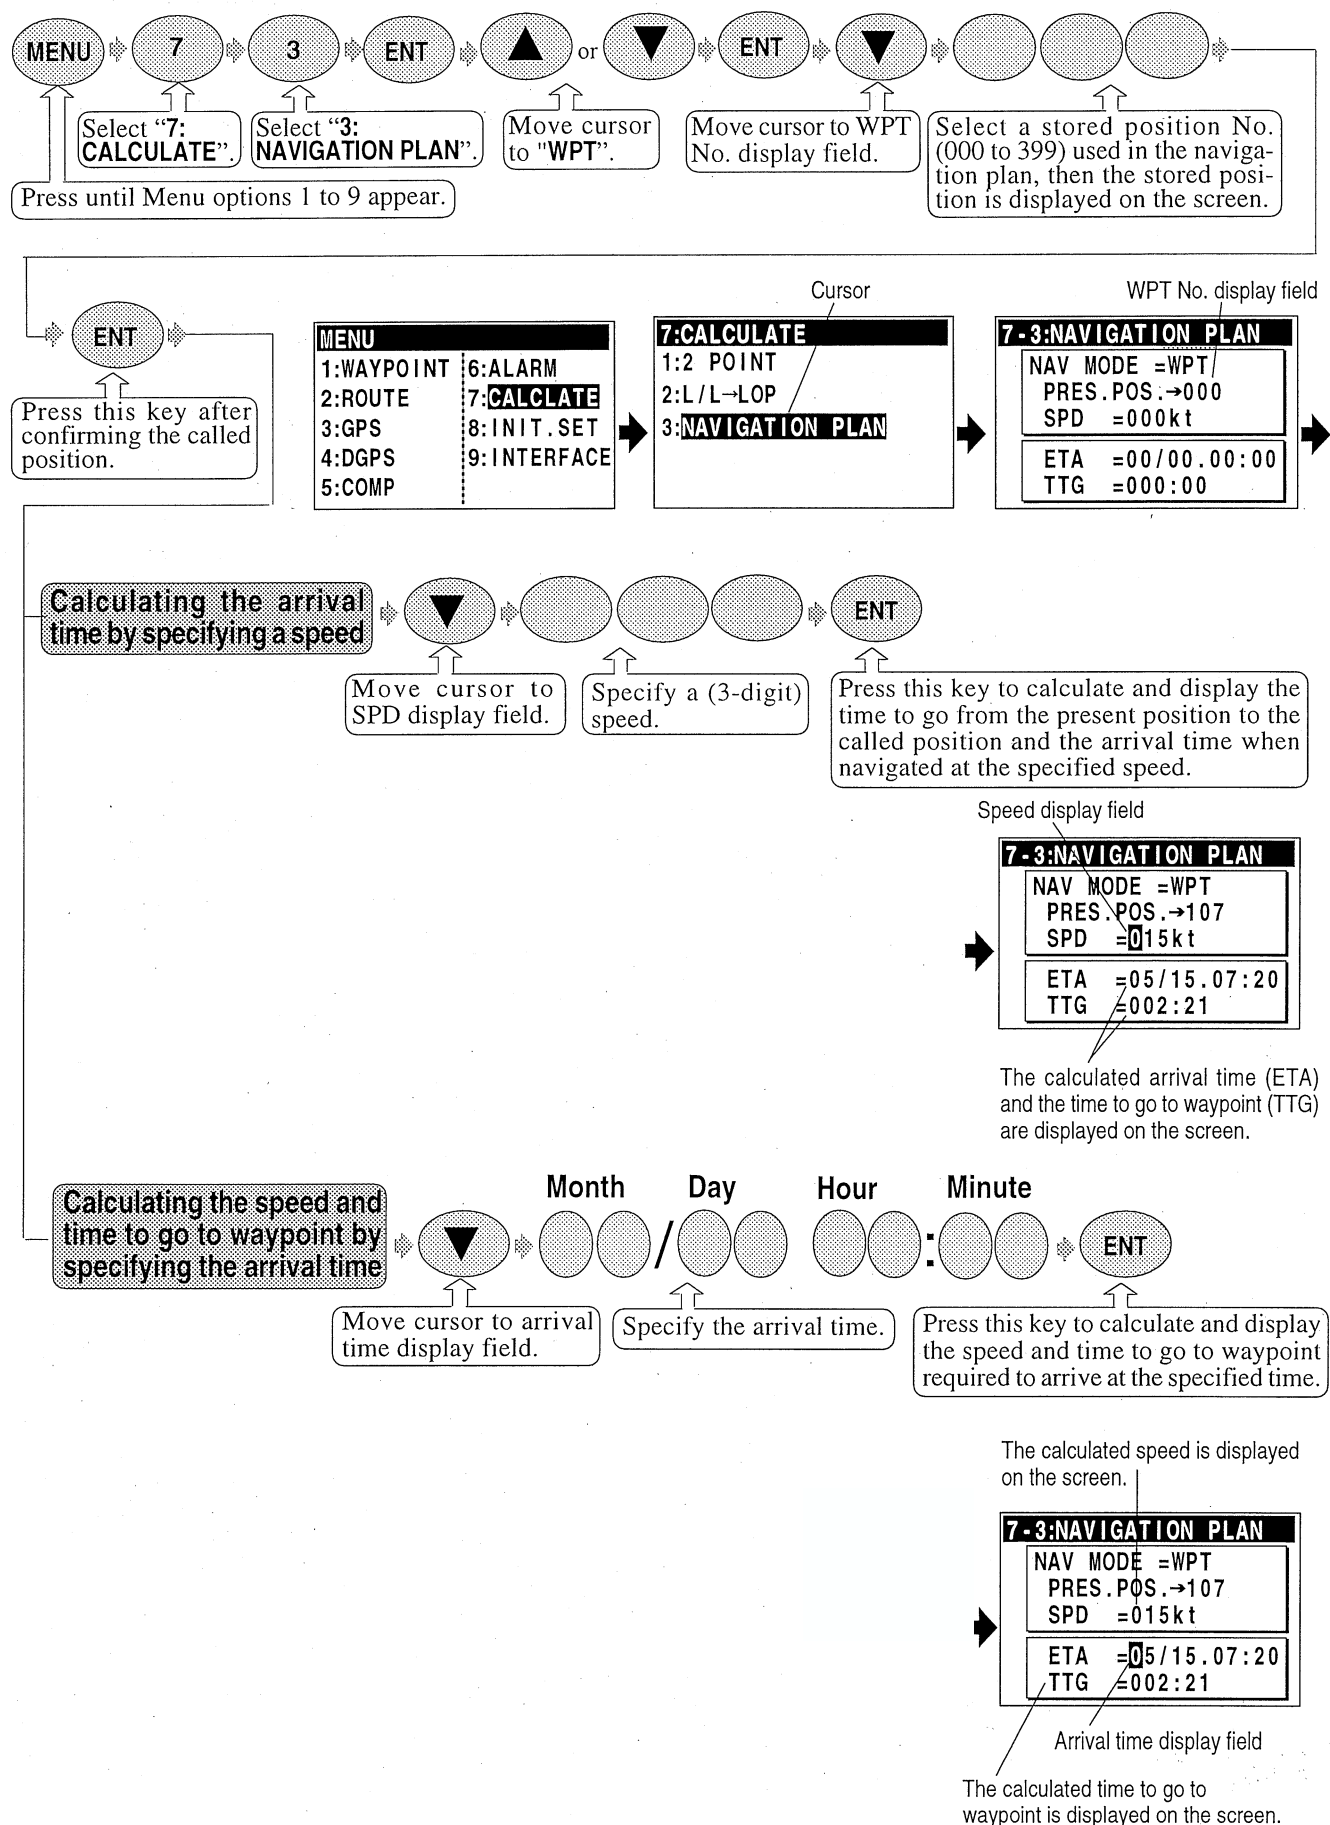 MENU 7 3 ENT or ENT
Select “7:
CALCULATE”.
Select “3:
NAVIGATION PLAN”.
Move cursor
to "WPT".
Move cursor to WPT
No. display field.
Select a stored position No.
(000 to 399) used in the naviga-
tion plan, then the stored posi-
tion is displayed on the screen.
Press until Menu options 1 to 9 appear.
ENT
Press this key after
confirming the called
position.
MENU
1:WAYPOINT 6:ALARM
2:ROUTE 7:CALCLATE
3:GPS 8:INIT.SET
4:DGPS 9:INTERFACE
5:COMP
Cursor
7:CALCULATE
1:2 POINT
2:L/L→LOP
3:NAVIGATION PLAN
WPT No. display field
7-3:NAVIGATION PLAN
NAV MODE =WPT
PRES.POS.→000
SPD =000kt
ETA =00/00.00:00
TTG =000:00
Calculating the arrival
time by specifying a speed
ENT
Move cursor to
SPD display field.
Specify a (3-digit)
speed.
Press this key to calculate and display the
time to go from the present position to the
called position and the arrival time when
navigated at the specified speed.
Speed display field
7-3:NAVIGATION PLAN
NAV MODE =WPT
PRES.POS.→107
SPD =015kt
ETA =05/15.07:20
TTG =002:21
The calculated arrival time (ETA)
and the time to go to waypoint (TTG)
are displayed on the screen.
Calculating the speed and
time to go to waypoint by
specifying the arrival time
Month Day Hour Minute
/ : ENT
Move cursor to arrival
time display field.
Specify the arrival time.
Press this key to calculate and display
the speed and time to go to waypoint
required to arrive at the specified time.
The calculated speed is displayed
on the screen.
7-3:NAVIGATION PLAN
NAV MODE =WPT
PRES.POS.→107
SPD =015kt
ETA =05/15.07:20
TTG =002:21
Arrival time display field
The calculated time to go to
waypoint is displayed on the screen.